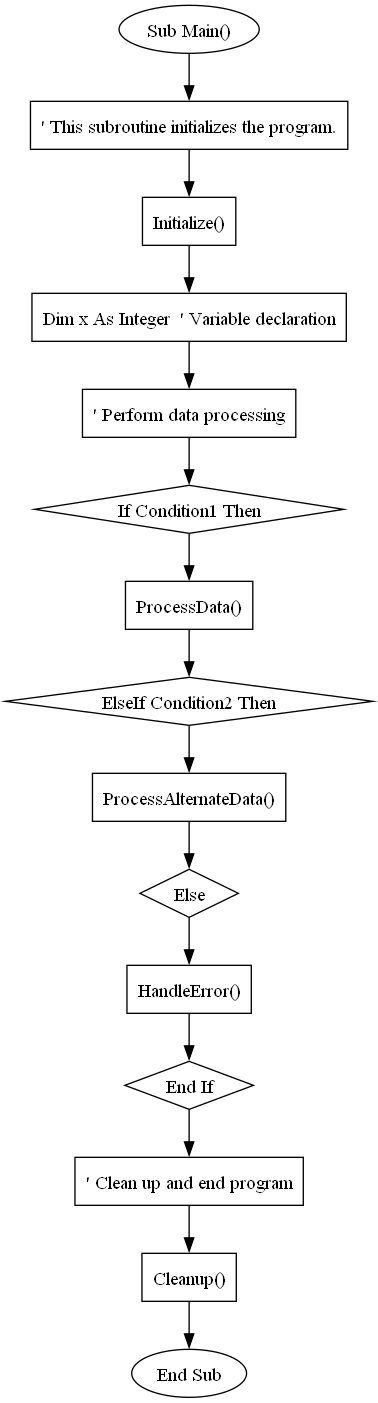 Sub Main()
' This subroutine initializes the program.
Initialize()
Dim x As Integer  ' Variable declaration
' Perform data processing
If Condition1 Then
ProcessData()
ElseIf Condition2 Then
ProcessAlternateData()
Else
HandleError()
End If
' Clean up and end program
Cleanup()
End Sub